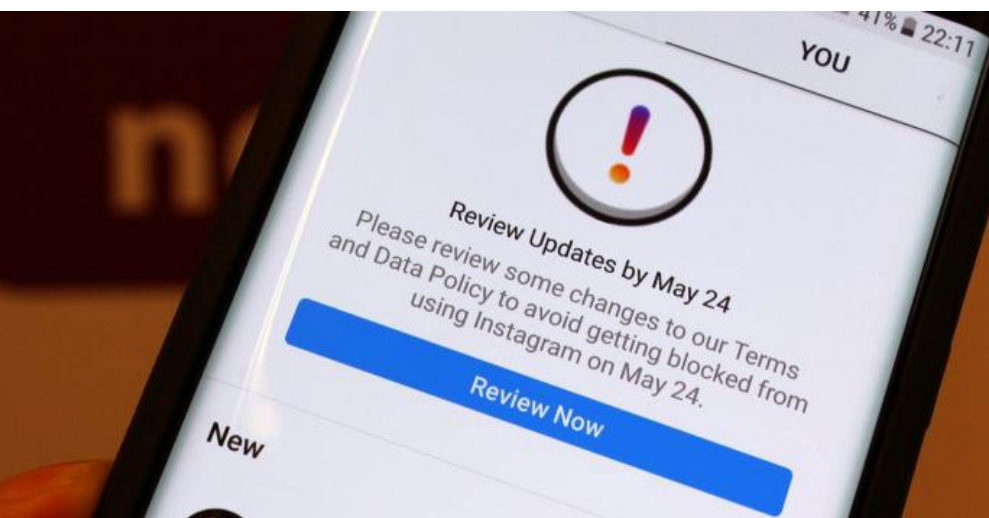 41% 22:11
YOU
Review Updates by May 24
Please review some changes to our Terms
and Data Policy to avoid getting blocked from
using Instagram on May 24.
Review Now
New